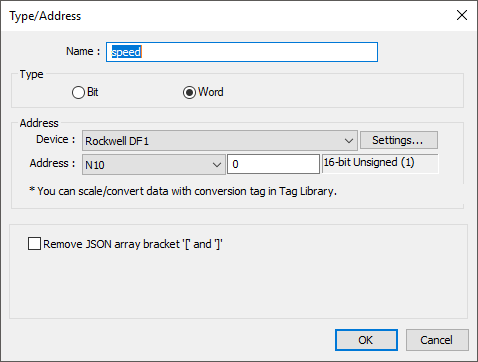 Type/Address
Name : speed
Type
Bit Word
Address
Device : Rockwell DF1 Settings...
Address : N10 0 16-bit Unsigned (1)
* You can scale/convert data with conversion tag in Tag Library.
Remove JSON array bracket '[' and ']'
OK Cancel